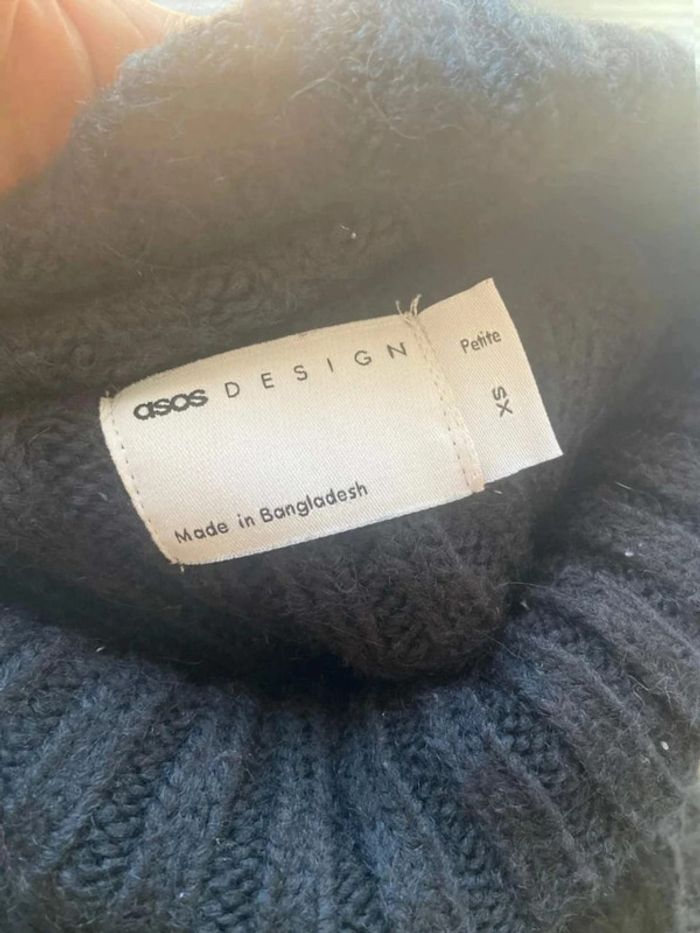 asos DESIGN
Made in Bangladesh
Petite
XS